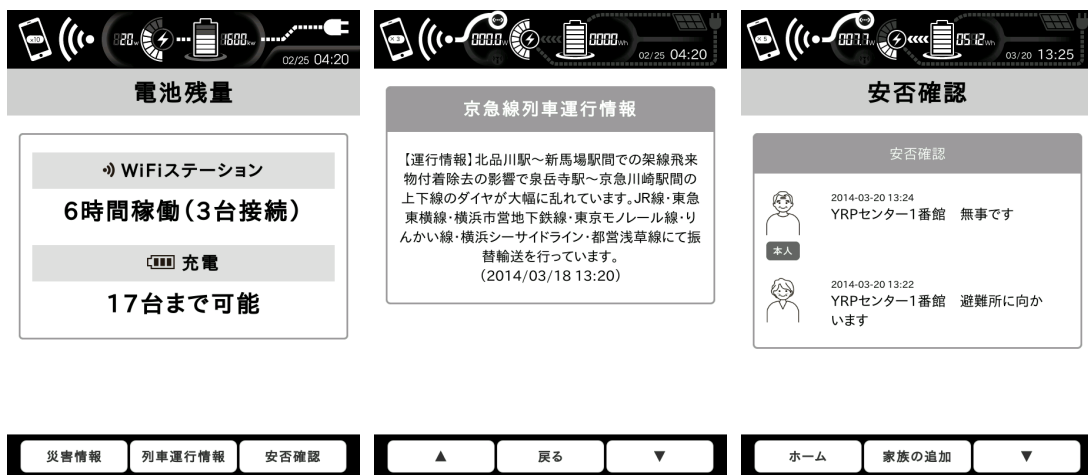 ×10
820w
1600kw
02/25 04:20
電池残量
WiFiステーション
6時間稼働(3台接続)
充電
17台まで可能
災害情報
列車運行情報
安否確認
×3
000.0w
0000wh
02/25 04:20
京急線列車運行情報
【運行情報】北品川駅~新馬場駅間での架線飛来
物付着除去の影響で泉岳寺駅~京急川崎駅間の
上下線のダイヤが大幅に乱れています。JR線・東急
東横線・横浜市営地下鉄線・東京モノレール線・り
んかい線・横浜シーサイドライン・都営浅草線にて振
替輸送を行っています。
(2014/03/18 13:20)
▲
戻る
▼
×5
007.7w
0512wh
03/20 13:25
安否確認
安否確認
2014-03-20 13:24
YRPセンター1番館 無事です
本人
2014-03-20 13:22
YRPセンター1番館 避難所に向か
います
ホーム
家族の追加
▼